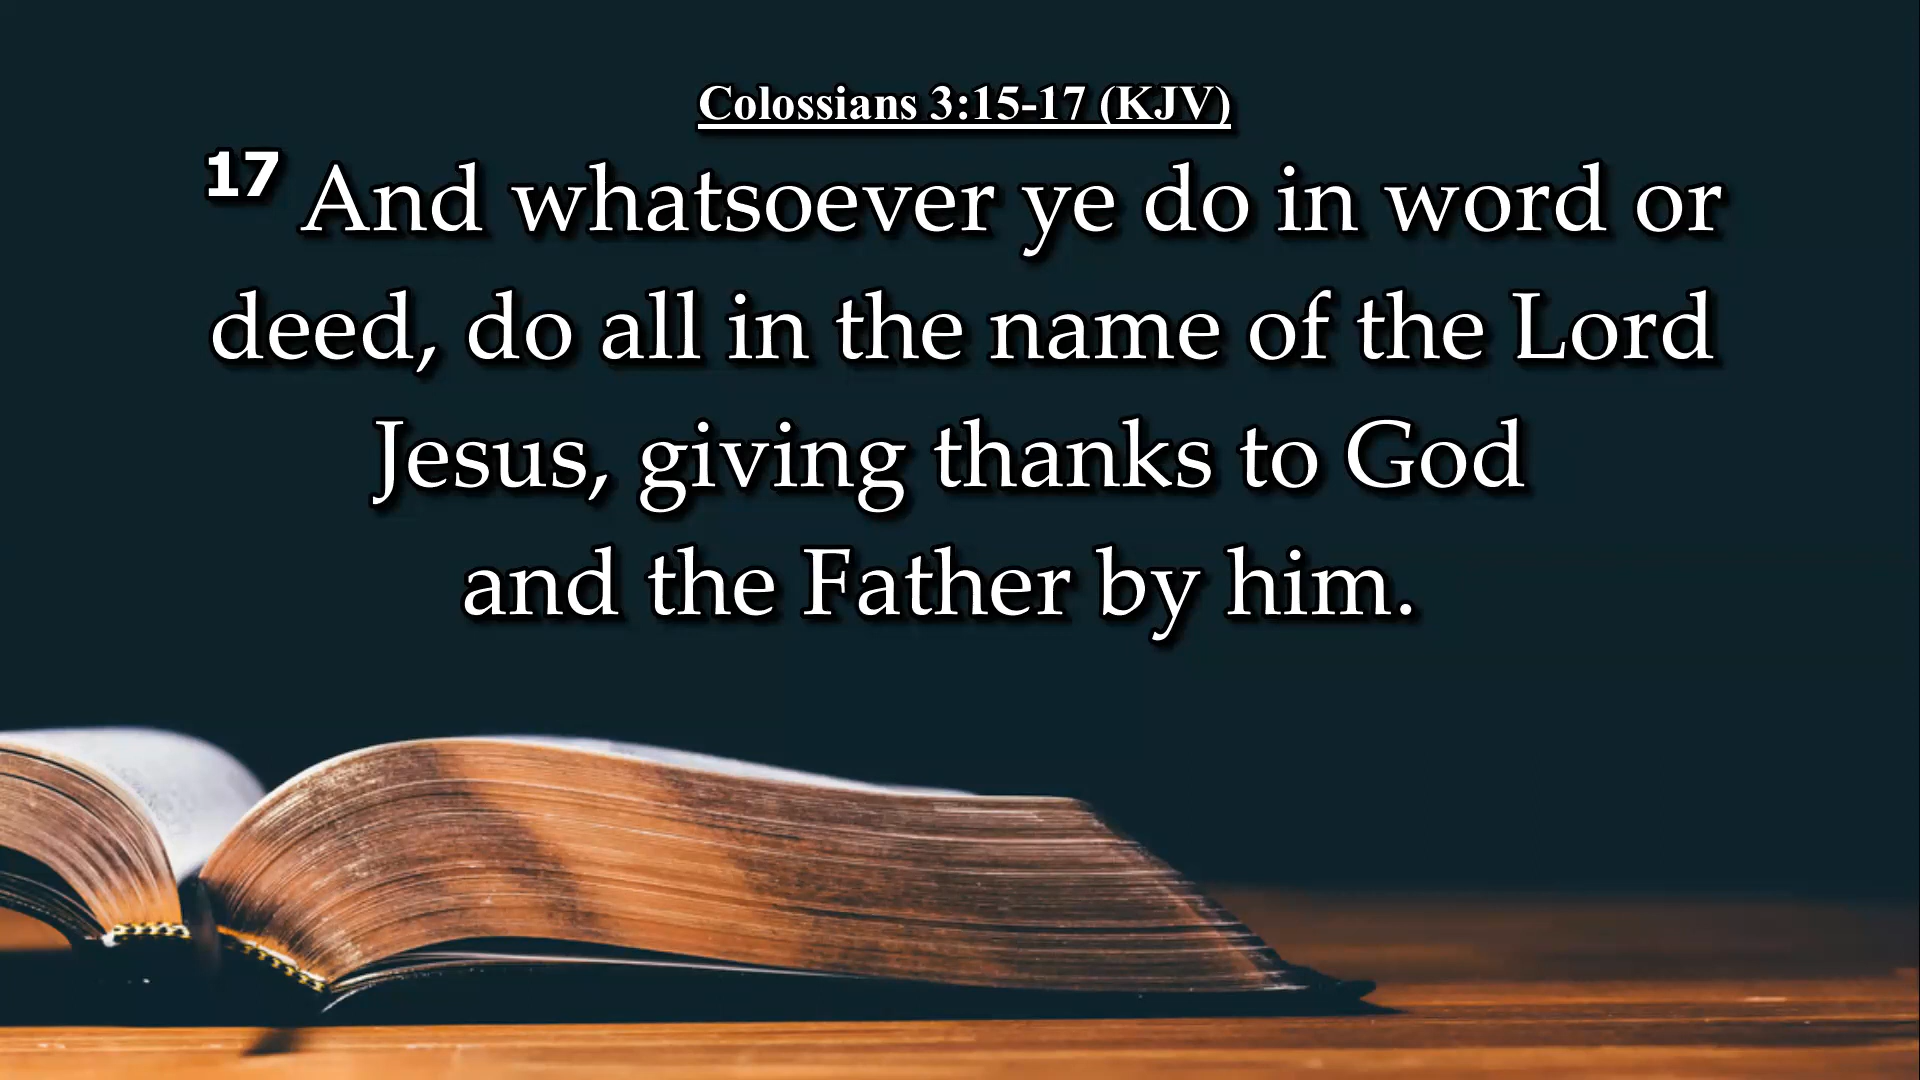 Colossians 3:15-17 (KJV)
17 And whatsoever ye do in word or
deed, do all in the name of the Lord
Jesus, giving thanks to God
and the Father by him.